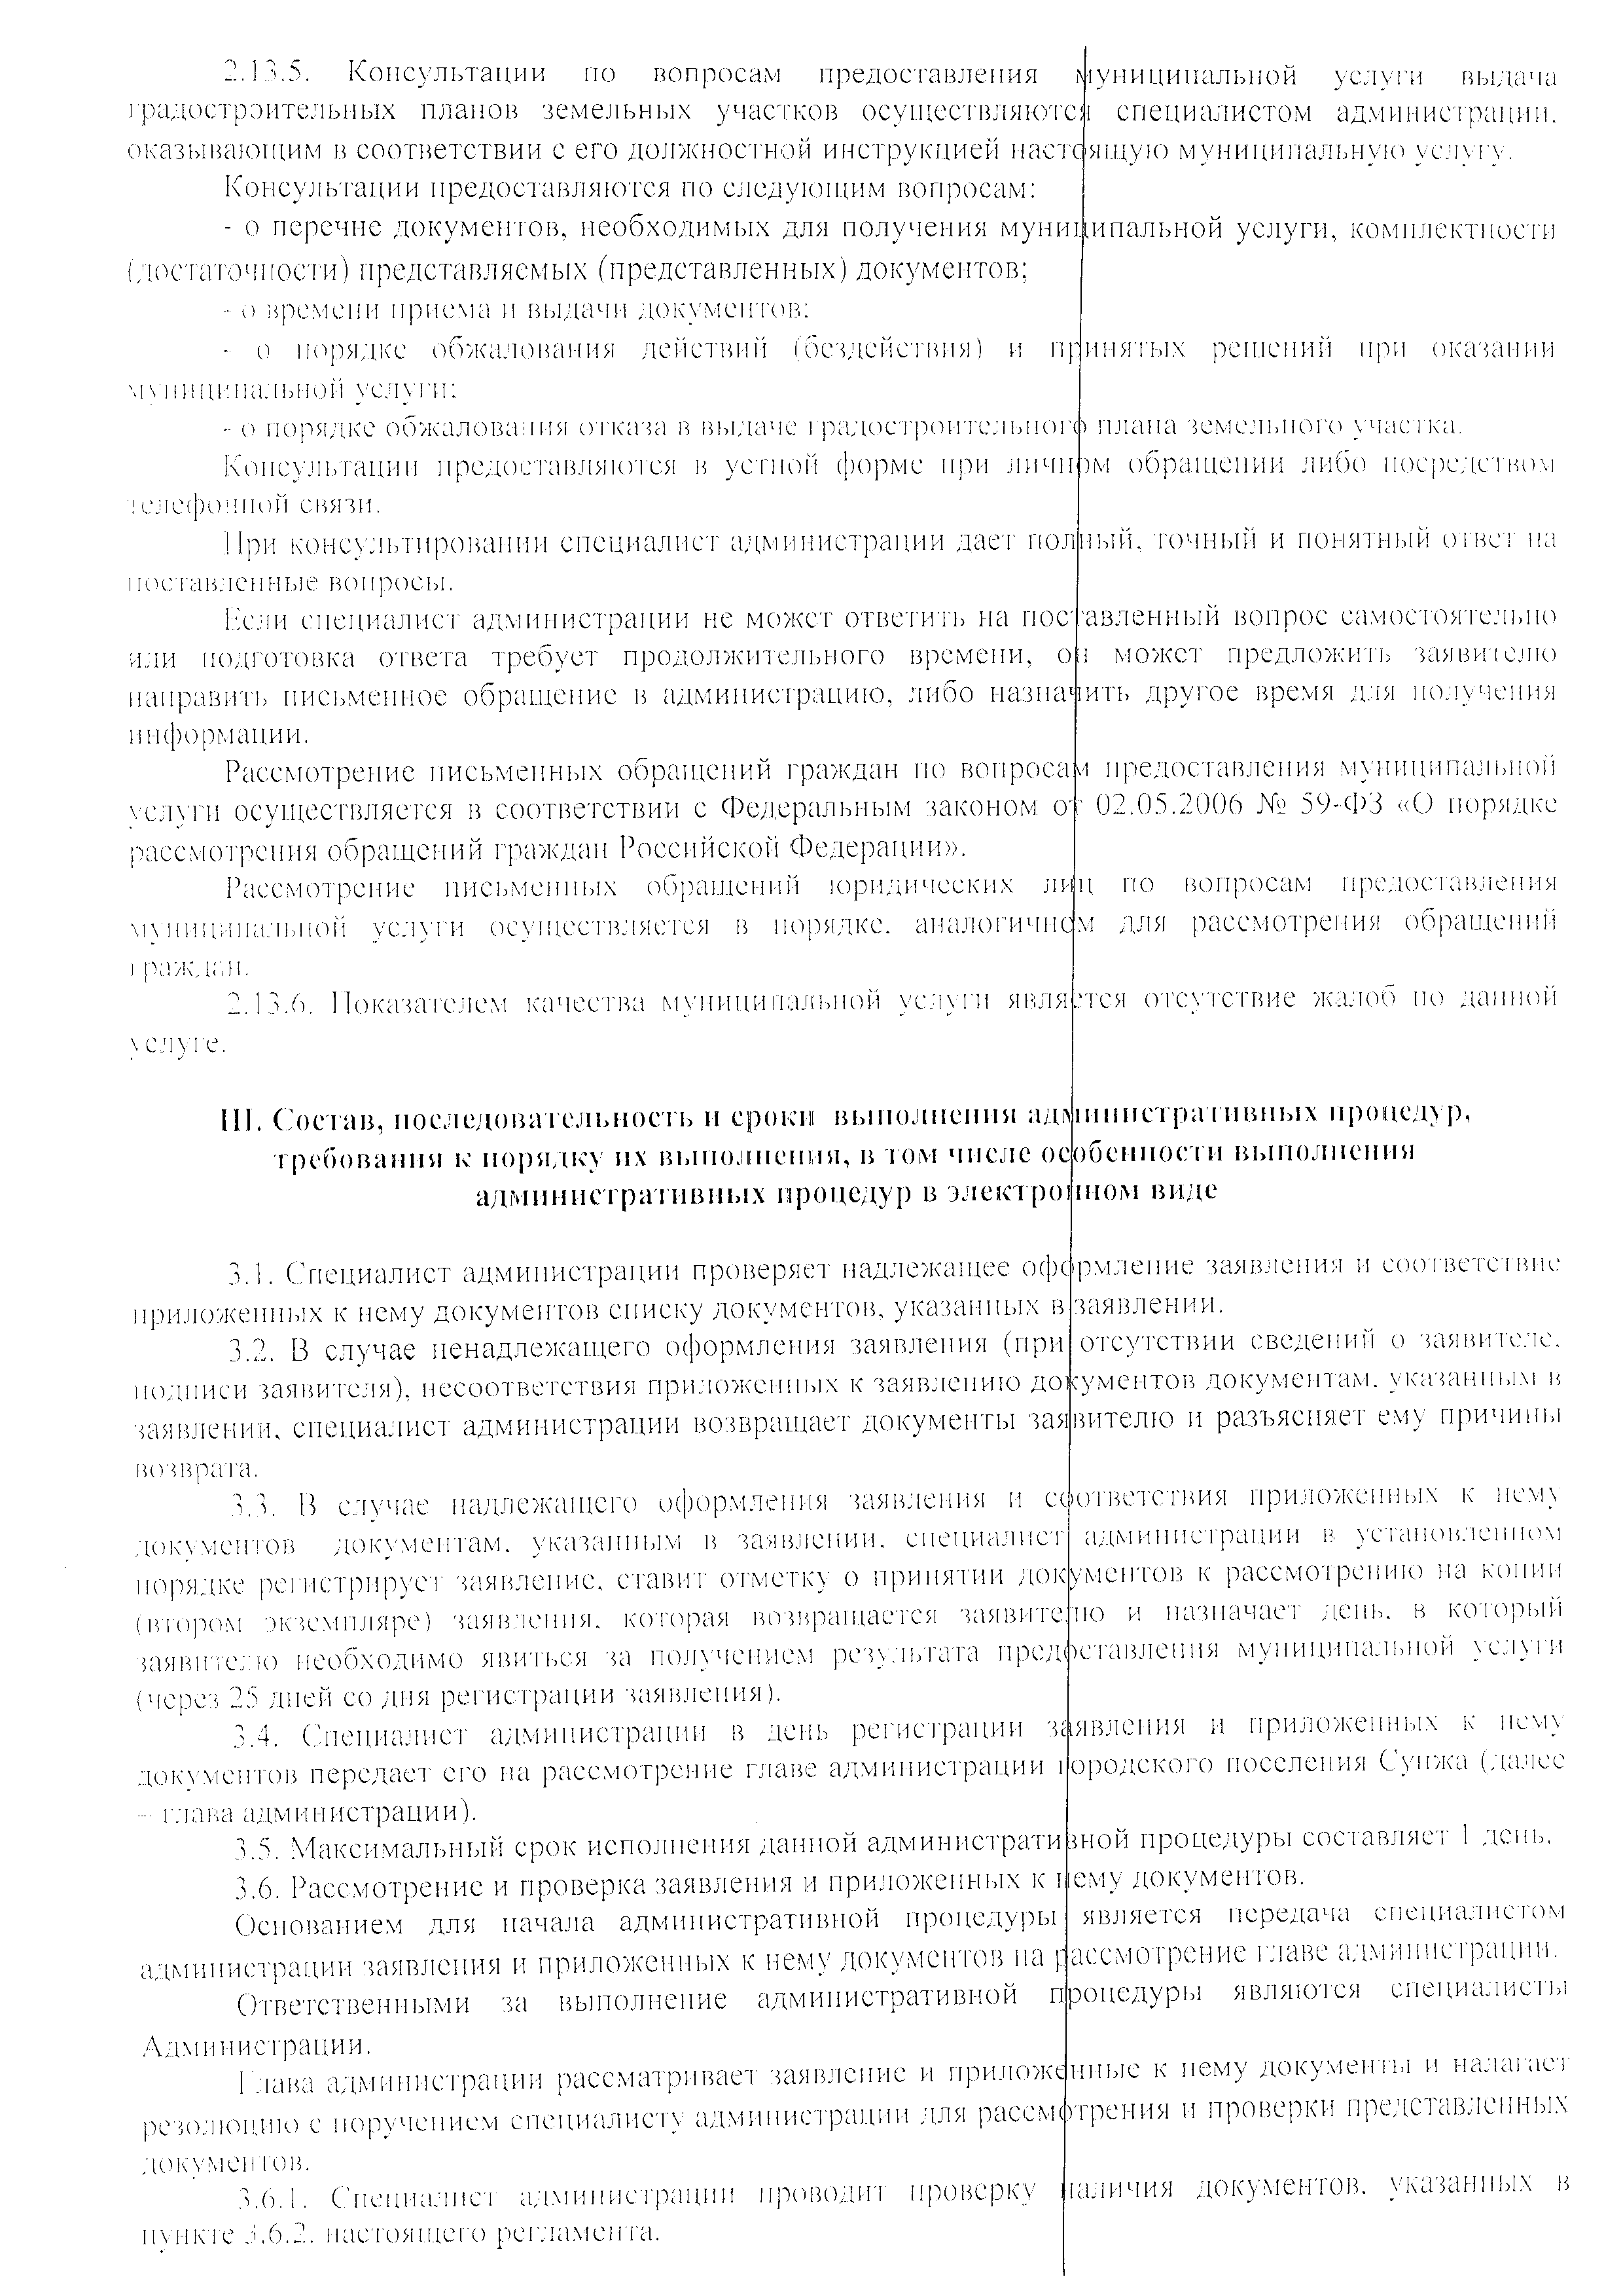 2.13.5. Консультации по вопросам предоставления муниципальной услуги выдача
градостроительных планов земельных участков осуществляются специалистом администрации,
оказывающим в соответствии с его должностной инструкцией настоящую муниципальную услугу.
Консультации предоставляются по следующим вопросам:
- о перечне документов, необходимых для получения муниципальной услуги, комплектности
(достаточности) представляемых (представленных) документов;
- о времени приема и выдачи документов;
- о порядке обжалования действий (бездействия) и принятых решений при оказании
муниципальной услуги;
- о порядке обжалования отказа в выдаче градостроительного плана земельного участка.
Консультации предоставляются в устной форме при личном обращении либо посредством
телефонной связи.
При консультировании специалист администрации дает полный, точный и понятный ответ на
поставленные вопросы.
Если специалист администрации не может ответить на поставленный вопрос самостоятельно
или подготовка ответа требует продолжительного времени, он может предложить заявителю
направить письменное обращение в администрацию, либо назначить другое время для получения
информации.
Рассмотрение письменных обращений граждан по вопросам предоставления муниципальной
услуги осуществляется в соответствии с Федеральным законом от 02.05.2006 № 59-ФЗ «О порядке
рассмотрения обращений граждан Российской Федерации».
Рассмотрение письменных обращений юридических лиц по вопросам предоставления
муниципальной услуги осуществляется в порядке, аналогичном для рассмотрения обращений
граждан.
2.13.6. Показателем качества муниципальной услуги является отсутствие жалоб по данной
услуге.
III. Состав, последовательность и сроки выполнения административных процедур,
требования к порядку их выполнения, в том числе особенности выполнения
административных процедур в электронном виде
3.1. Специалист администрации проверяет надлежащее оформление заявления и соответствие
приложенных к нему документов списку документов, указанных в заявлении.
3.2. В случае ненадлежащего оформления заявления (при отсутствии сведений о заявителе,
подписи заявителя), несоответствия приложенных к заявлению документов документам, указанным в
заявлении, специалист администрации возвращает документы заявителю и разъясняет ему причины
возврата.
3.3. В случае надлежащего оформления заявления и соответствия приложенных к нему
документов документам, указанным в заявлении, специалист администрации в установленном
порядке регистрирует заявление, ставит отметку о принятии документов к рассмотрению на копии
(втором экземпляре) заявления, которая возвращается заявителю и назначает день, в который
заявителю необходимо явиться за получением результата предоставления муниципальной услуги
(через 25 дней со дня регистрации заявления).
3.4. Специалист администрации в день регистрации заявления и приложенных к нему
документов передает его на рассмотрение главе администрации городского поселения Сунжа (далее
– глава администрации).
3.5. Максимальный срок исполнения данной административной процедуры составляет 1 день.
3.6. Рассмотрение и проверка заявления и приложенных к нему документов.
Основанием для начала административной процедуры является передача специалистом
администрации заявления и приложенных к нему документов на рассмотрение главе администрации.
Ответственными за выполнение административной процедуры являются специалисты
Администрации.
Глава администрации рассматривает заявление и приложенные к нему документы и налагает
резолюцию с поручением специалисту администрации для рассмотрения и проверки представленных
документов.
3.6.1. Специалист администрации проводит проверку наличия документов, указанных в
пункте 3.6.2. настоящего регламента.